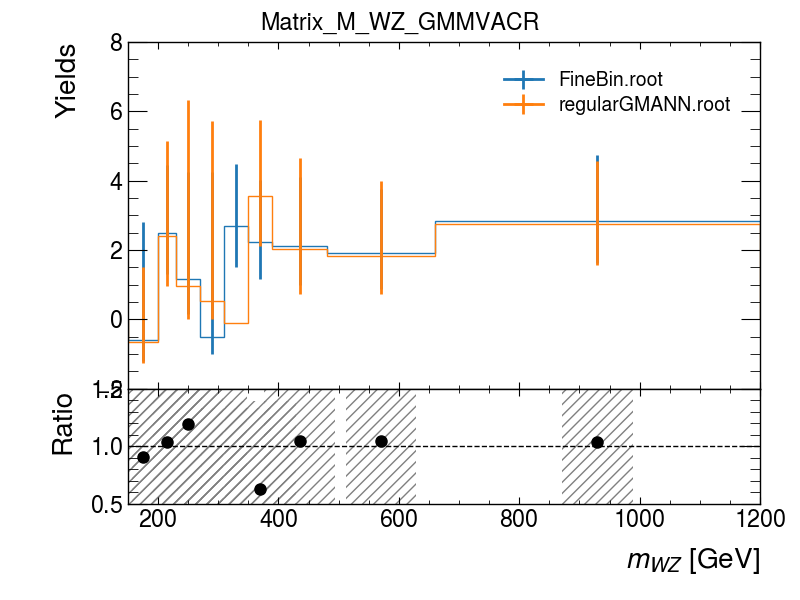 Matrix_M_WZ_GMMVACR
Yields
8
6
4
2
0
FineBin.root
regularGMANN.root
Ratio
1.0
0.5
200
400
600
800
1000
1200
m_WZ [GeV]